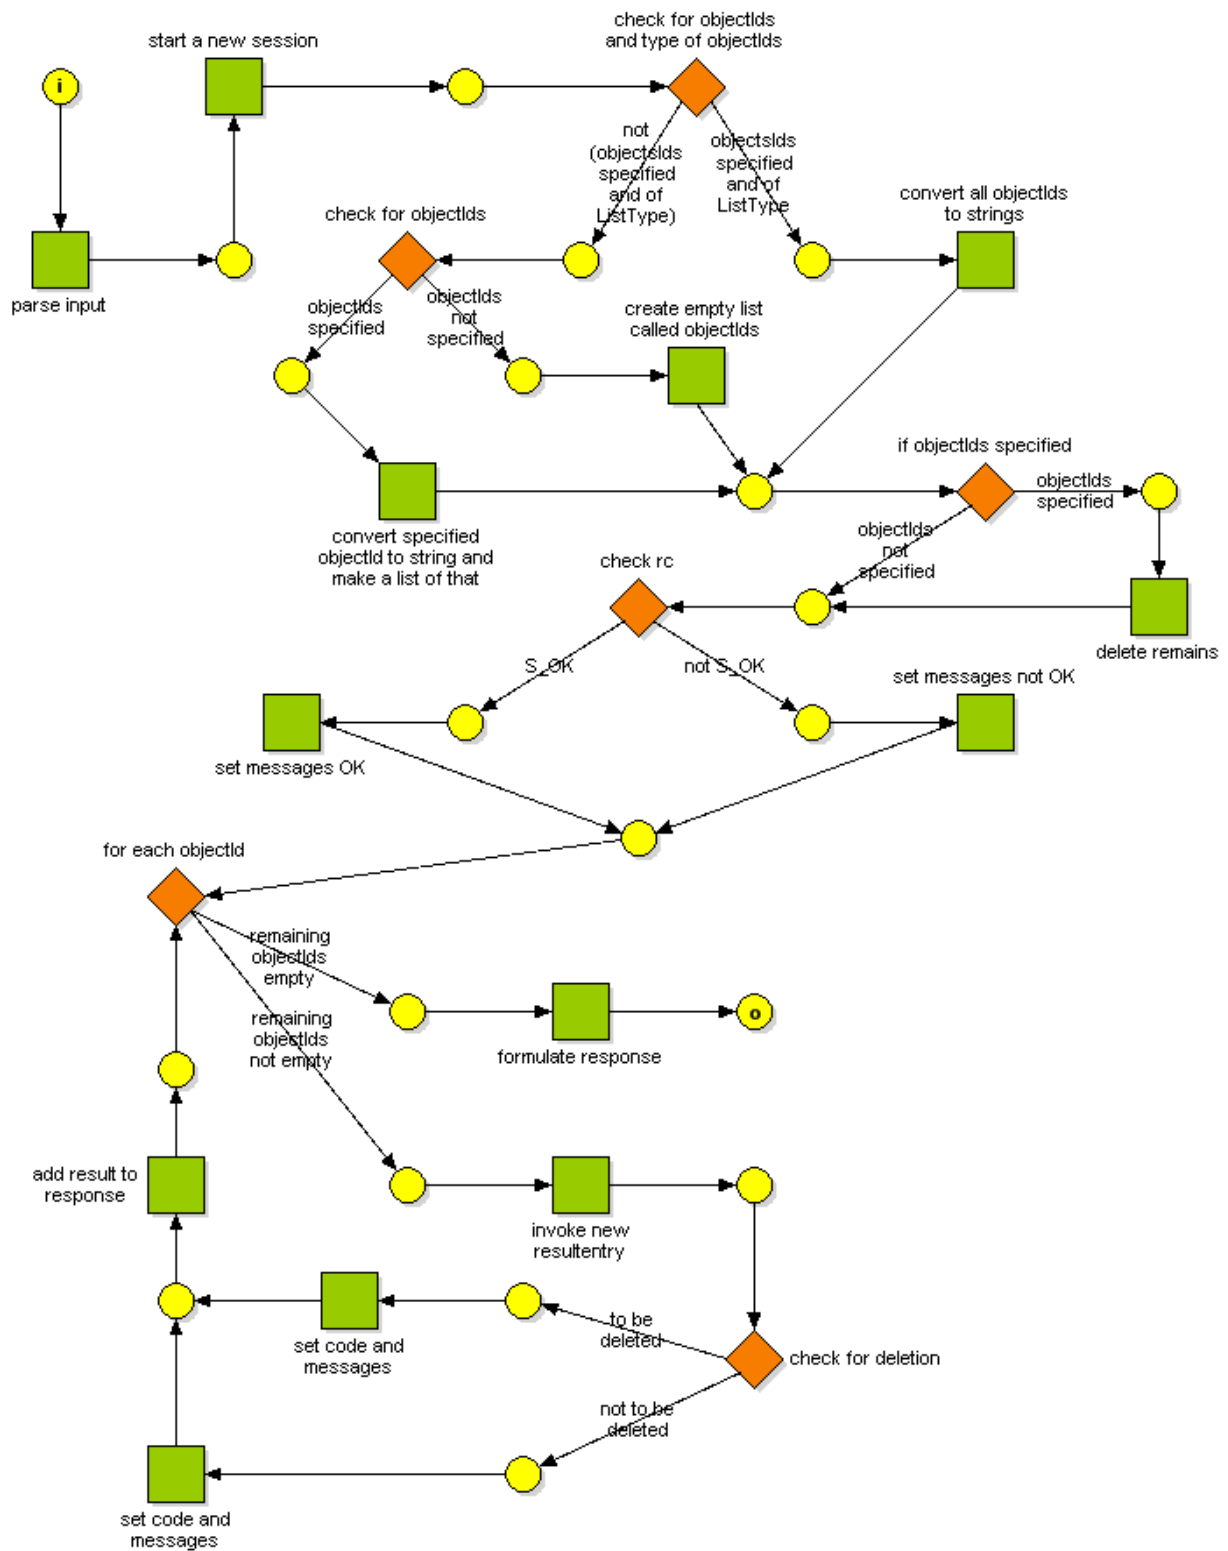 check for objectIds
and type of objectIds
start a new session
i
not
(objectsIds
specified
and of
ListType)
objectsIds
specified
and of
ListType
convert all objectIds
to strings
check for objectIds
parse input
objectIds
specified
objectIds
not
specified
create empty list
called objectIds
if objectIds specified
objectIds
specified
convert specified
objectId to string and
make a list of that
objectIds
not
specified
check rc
delete remains
S_OK
not S_OK
set messages not OK
set messages OK
for each objectId
remaining
objectIds
empty
remaining
objectIds
not empty
o
formulate response
add result to
response
invoke new
resultentry
to be
deleted
set code and
messages
check for deletion
not to be
deleted
set code and
messages